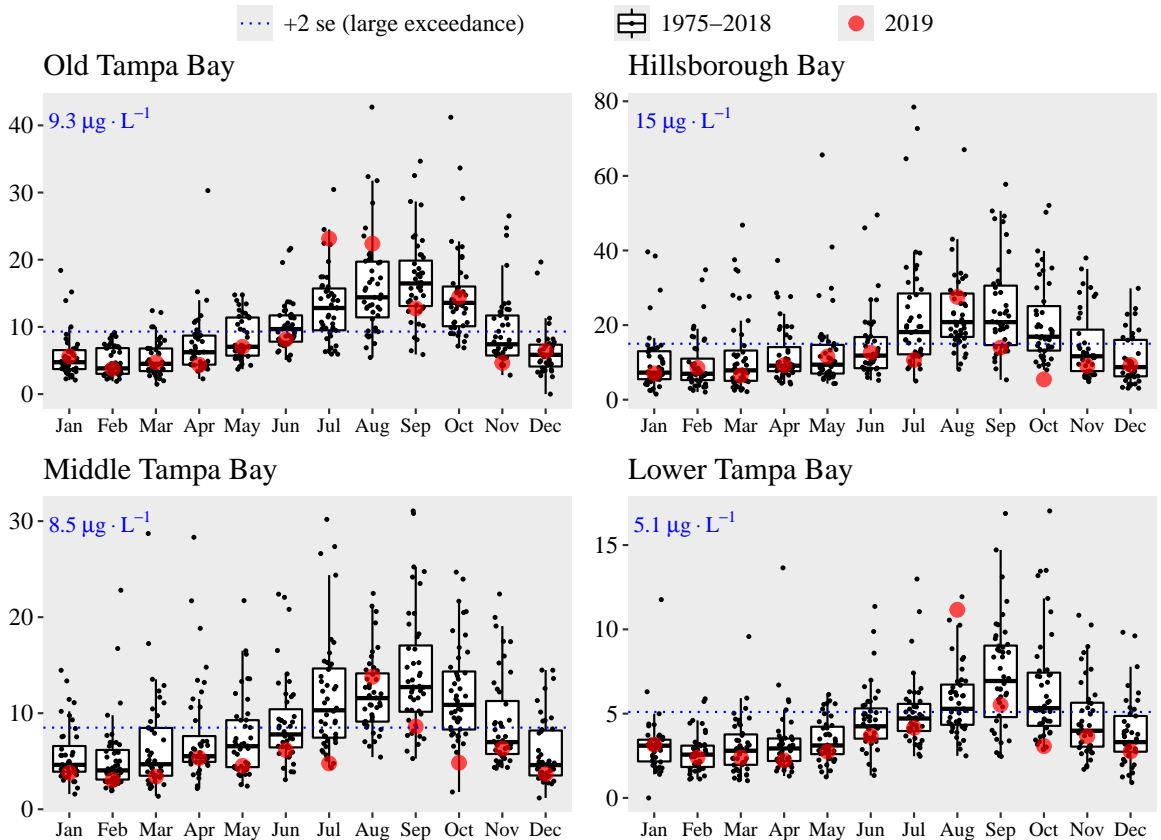 +2 se (large exceedance) 1975–2018 2019
Old Tampa Bay
9.3 μg · L⁻¹
40
30
20
10
0
Jan Feb Mar Apr May Jun Jul Aug Sep Oct Nov Dec
Hillsborough Bay
15 μg · L⁻¹
80
60
40
20
0
Jan Feb Mar Apr May Jun Jul Aug Sep Oct Nov Dec
Middle Tampa Bay
8.5 μg · L⁻¹
30
20
10
0
Jan Feb Mar Apr May Jun Jul Aug Sep Oct Nov Dec
Lower Tampa Bay
5.1 μg · L⁻¹
15
10
5
0
Jan Feb Mar Apr May Jun Jul Aug Sep Oct Nov Dec